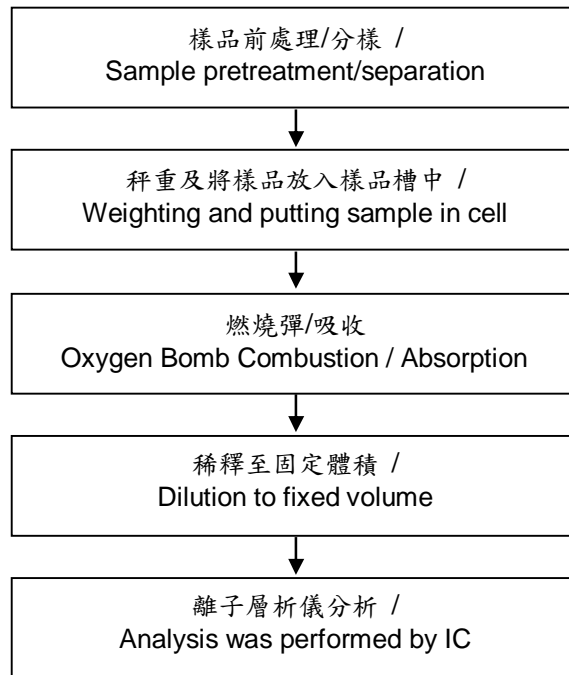 樣品前處理/分樣 /
Sample pretreatment/separation
秤重及將樣品放入樣品槽中 /
Weighting and putting sample in cell
燃燒彈/吸收
Oxygen Bomb Combustion / Absorption
稀釋至固定體積 /
Dilution to fixed volume
離子層析儀分析 /
Analysis was performed by IC